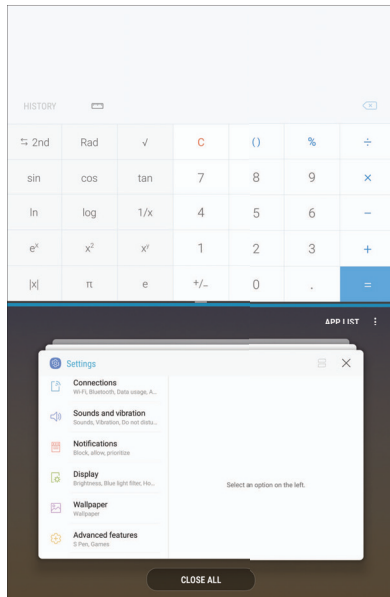 HISTORY
⇆ 2nd Rad √ C () % ÷
sin cos tan 7 8 9 ×
ln log 1/x 4 5 6 −
eˣ x² xʸ 1 2 3 +
|x| π e +/− 0 . =
APP LIST
Settings
Connections
Wi-Fi, Bluetooth, Data usage, A...
Sounds and vibration
Sounds, Vibration, Do not distu...
Notifications
Block, allow, prioritize
Display
Brightness, Blue light filter, Ho...
Wallpaper
Wallpaper
Advanced features
S Pen, Games
Select an option on the left.
CLOSE ALL